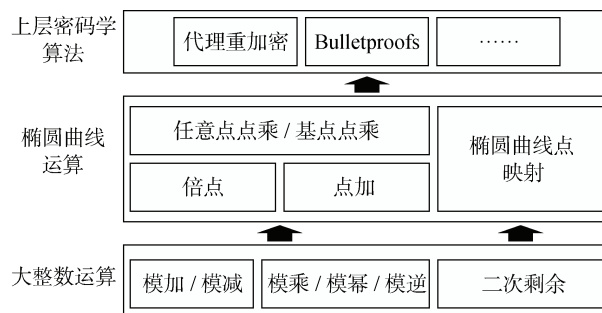 上层密码学
算法
代理重加密
Bulletproofs
……
椭圆曲线
运算
任意点点乘 / 基点点乘
倍点
点加
椭圆曲线点
映射
大整数运算
模加 / 模减
模乘 / 模幂 / 模逆
二次剩余